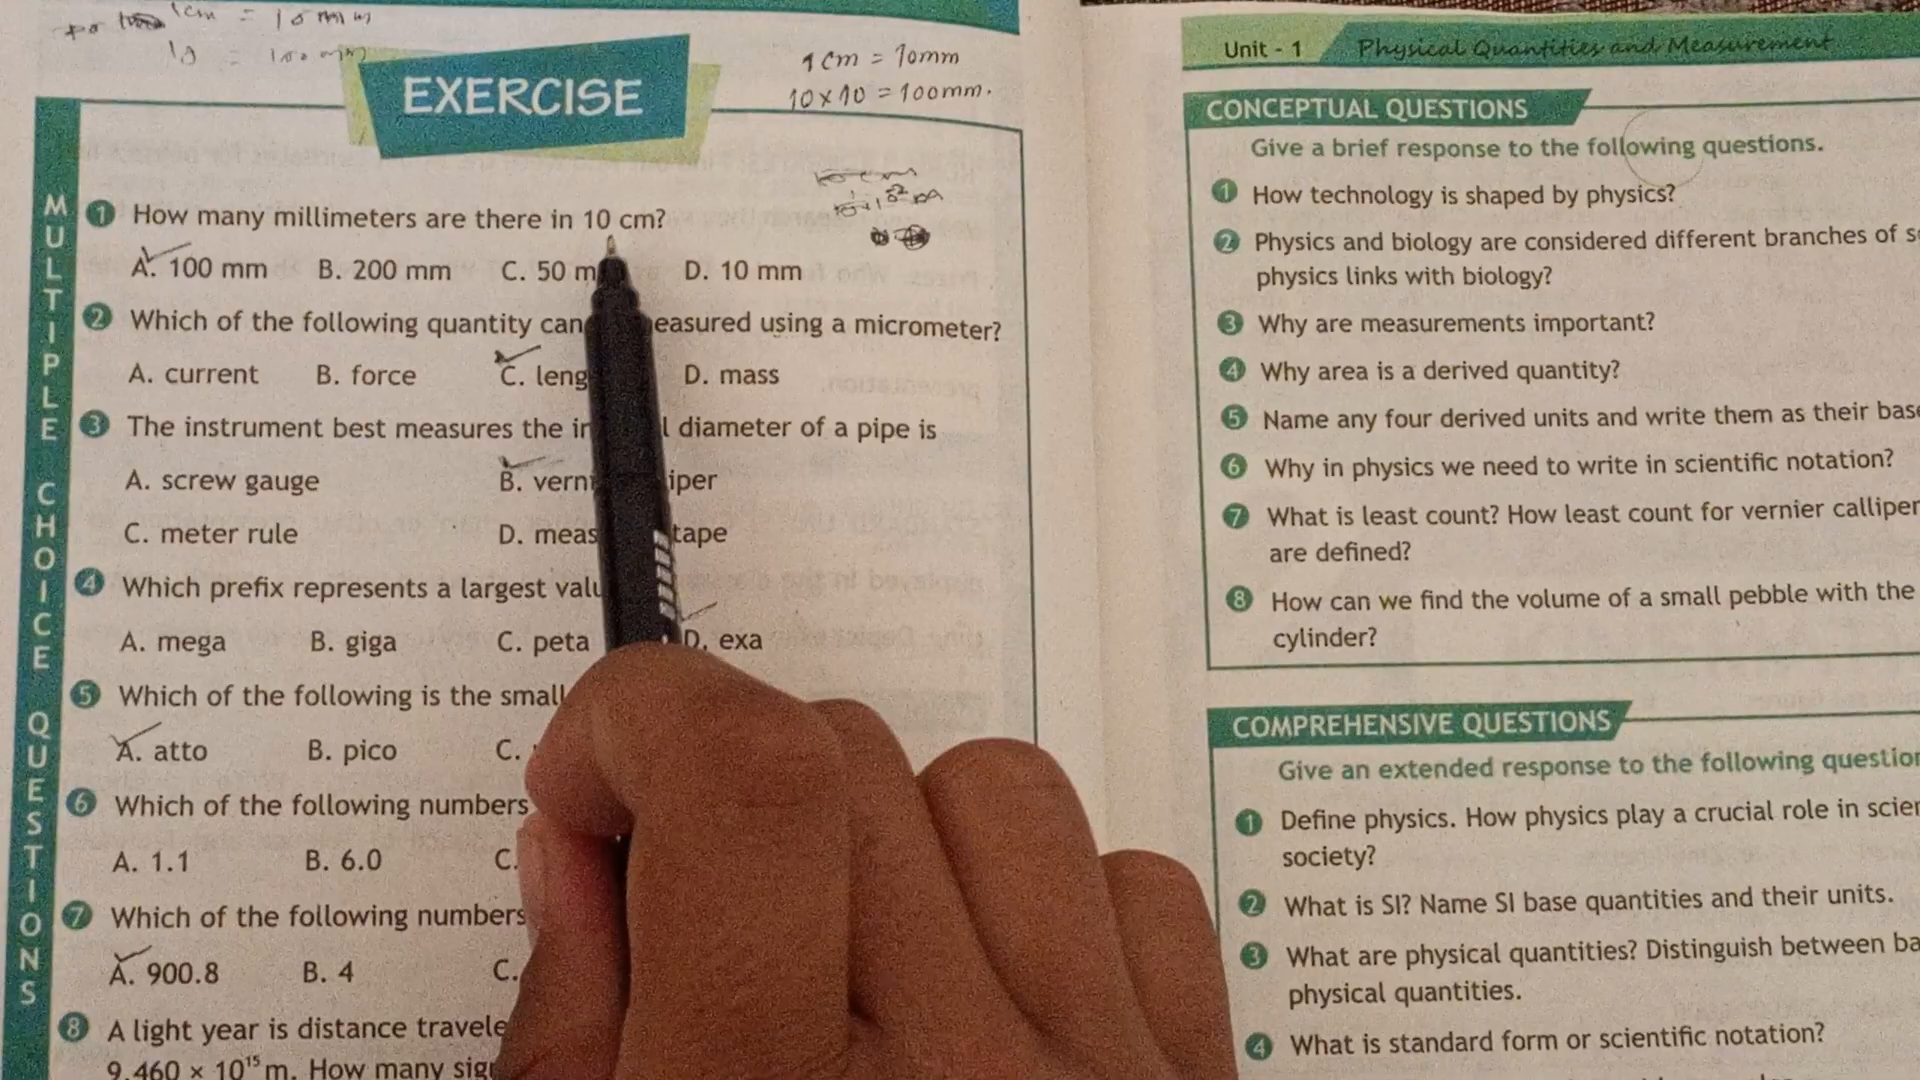 1cm = 10mm
10 = 100mm
1cm = 10mm
10×10 = 100mm.
EXERCISE
MULTIPLE CHOICE QUESTIONS
1 How many millimeters are there in 10 cm?
A. 100 mm B. 200 mm C. 50 m D. 10 mm
2 Which of the following quantity can easured using a micrometer?
A. current B. force C. leng D. mass
3 The instrument best measures the in l diameter of a pipe is
A. screw gauge B. verni iper
C. meter rule D. meas tape
4 Which prefix represents a largest valu
A. mega B. giga C. peta D. exa
5 Which of the following is the small
A. atto B. pico C.
6 Which of the following numbers
A. 1.1 B. 6.0 C.
7 Which of the following numbers
A. 900.8 B. 4 C.
8 A light year is distance travele
9.460 × 10¹⁵ m. How many sig
Unit - 1 Physical Quantities and Measurement
CONCEPTUAL QUESTIONS
Give a brief response to the following questions.
1 How technology is shaped by physics?
2 Physics and biology are considered different branches of s
physics links with biology?
3 Why are measurements important?
4 Why area is a derived quantity?
5 Name any four derived units and write them as their base
6 Why in physics we need to write in scientific notation?
7 What is least count? How least count for vernier calliper
are defined?
8 How can we find the volume of a small pebble with the
cylinder?
COMPREHENSIVE QUESTIONS
Give an extended response to the following question
1 Define physics. How physics play a crucial role in scien
society?
2 What is SI? Name SI base quantities and their units.
3 What are physical quantities? Distinguish between ba
physical quantities.
4 What is standard form or scientific notation?